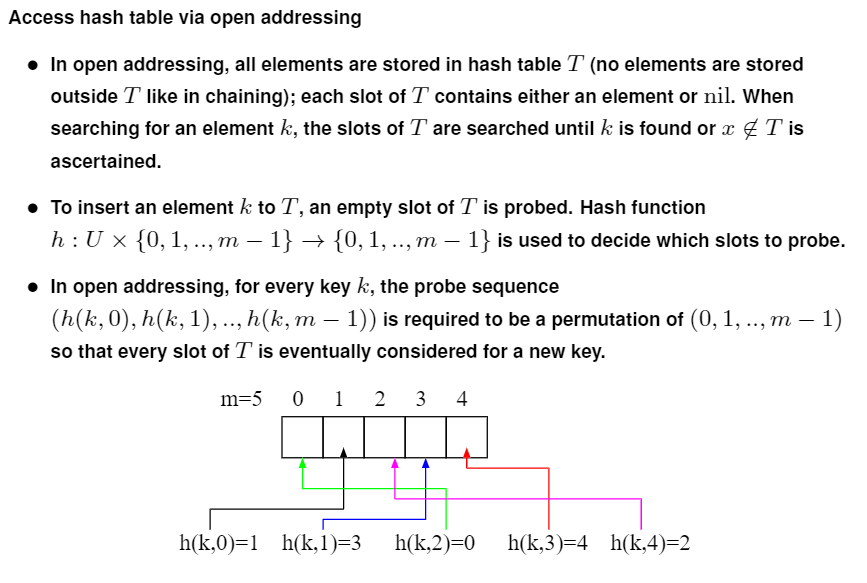 Access hash table via open addressing
● In open addressing, all elements are stored in hash table T (no elements are stored
outside T like in chaining); each slot of T contains either an element or nil. When
searching for an element k, the slots of T are searched until k is found or x ∉ T is
ascertained.
● To insert an element k to T, an empty slot of T is probed. Hash function
h : U × {0, 1, .., m − 1} → {0, 1, .., m − 1} is used to decide which slots to probe.
● In open addressing, for every key k, the probe sequence
(h(k, 0), h(k, 1), .., h(k, m − 1)) is required to be a permutation of (0, 1, .., m − 1)
so that every slot of T is eventually considered for a new key.
m=5 0 1 2 3 4
h(k,0)=1 h(k,1)=3 h(k,2)=0 h(k,3)=4 h(k,4)=2